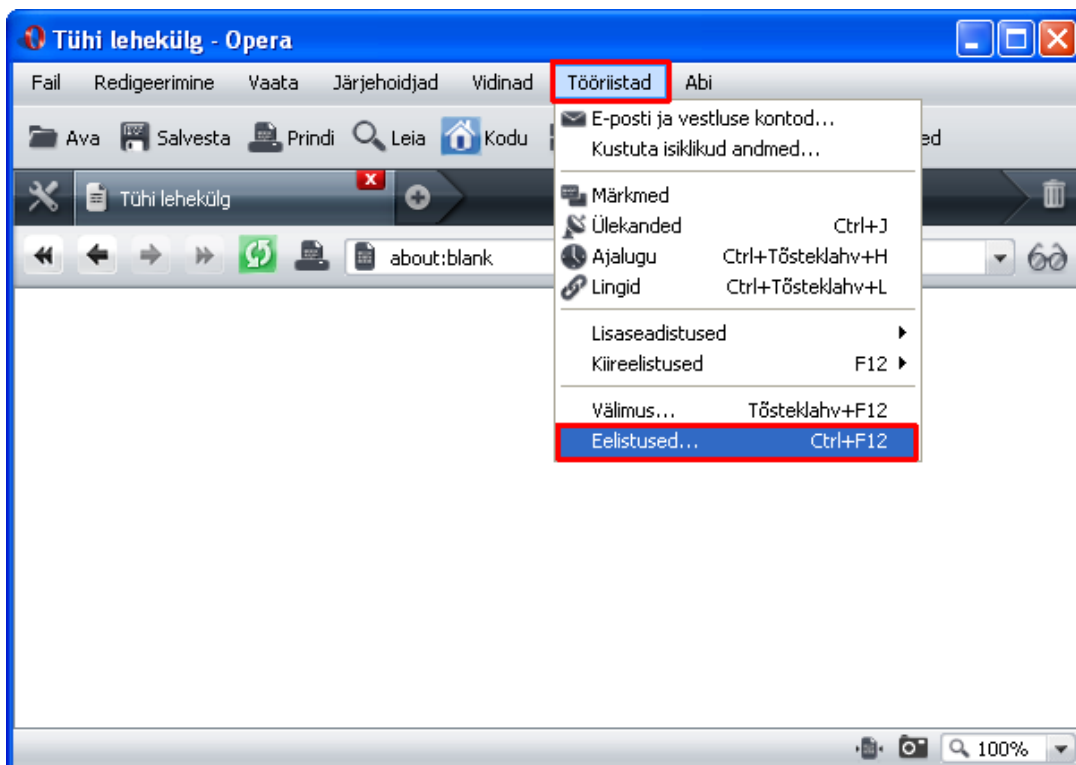 Tühi lehekülg - Opera
Fail Redigeerimine Vaata Järjehoidjad Vidinad Tööriistad Abi
Ava Salvesta Prindi Leia Kodu
Tühi lehekülg
about:blank
E-posti ja vestluse kontod...
Kustuta isiklikud andmed...
Märkmed
Ülekanded Ctrl+J
Ajalugu Ctrl+Tõsteklahv+H
Lingid Ctrl+Tõsteklahv+L
Lisaseadistused
Kiireelistused F12
Välimus... Tõsteklahv+F12
Eelistused... Ctrl+F12
100%